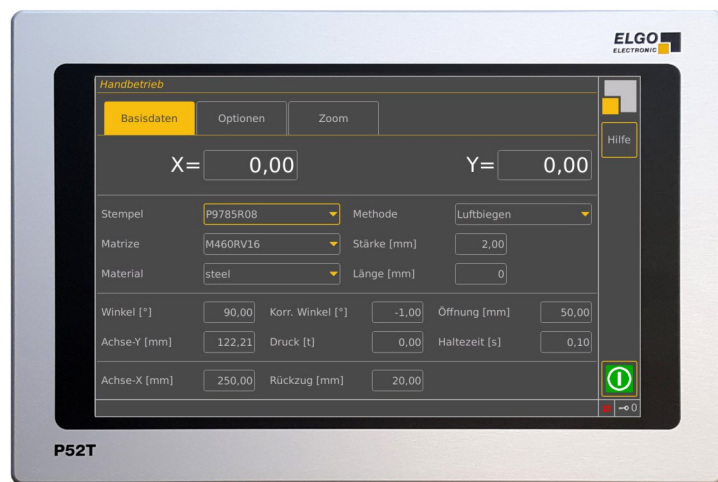 ELGO
ELECTRONIC
Handbetrieb
Basisdaten Optionen Zoom
Hilfe
X= 0,00 Y= 0,00
Stempel P9785R08 Methode Luftbiegen
Matrize M460RV16 Stärke [mm] 2,00
Material steel Länge [mm] 0
Winkel [°] 90,00 Korr. Winkel [°] -1,00 Öffnung [mm] 50,00
Achse-Y [mm] 122,21 Druck [t] 0,00 Haltezeit [s] 0,10
Achse-X [mm] 250,00 Rückzug [mm] 20,00
0
P52T